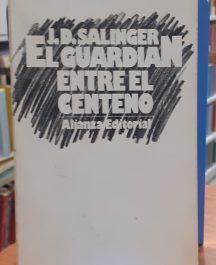 J.D. SALINGER
EL GUARDIAN
ENTRE EL
CENTENO
Alianza Editorial